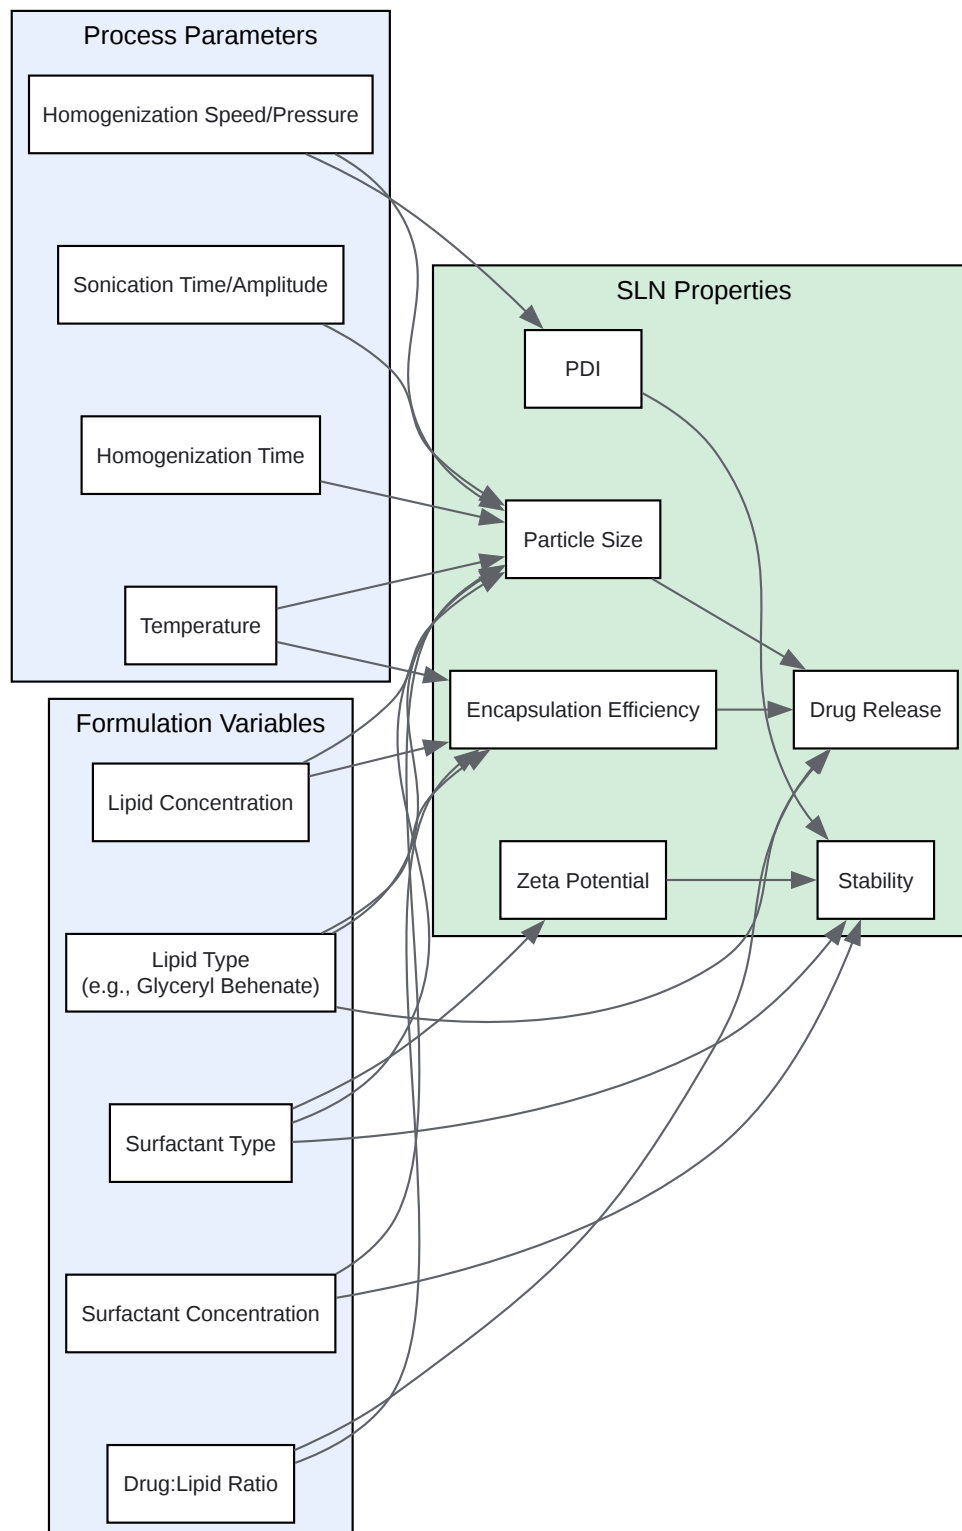 Process Parameters
Homogenization Speed/Pressure
Sonication Time/Amplitude
Homogenization Time
Temperature
Formulation Variables
Lipid Concentration
Lipid Type
(e.g., Glyceryl Behenate)
Surfactant Type
Surfactant Concentration
Drug:Lipid Ratio
SLN Properties
PDI
Particle Size
Encapsulation Efficiency
Drug Release
Zeta Potential
Stability